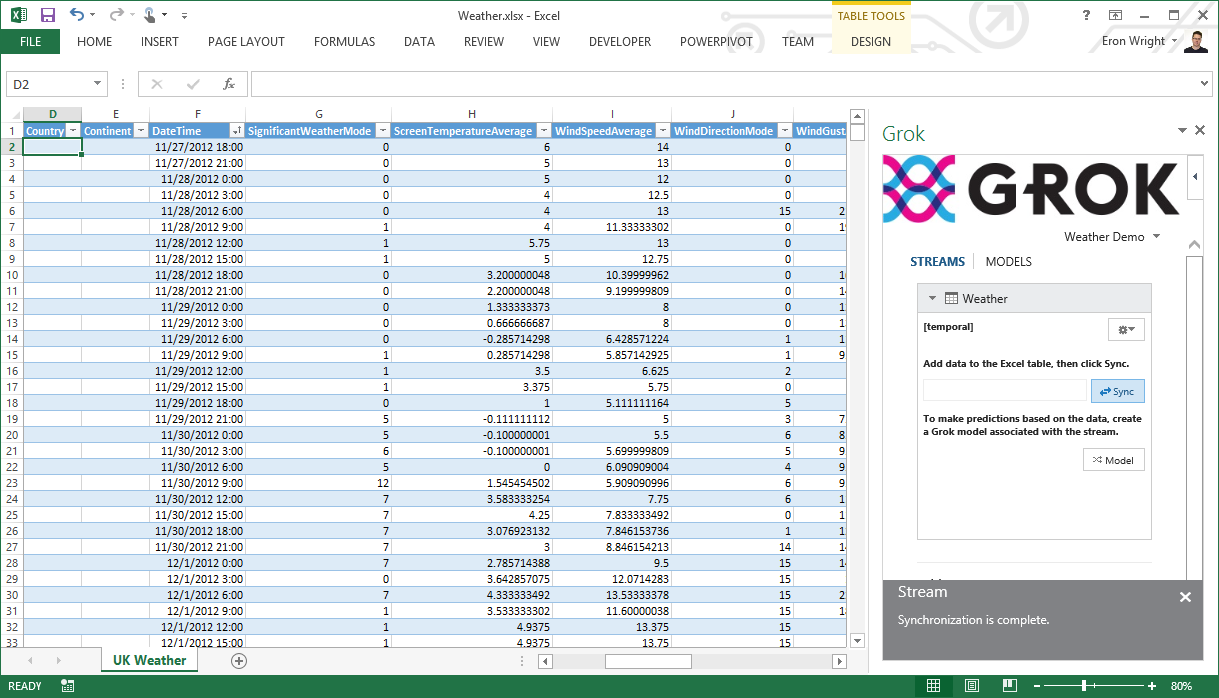 Weather.xlsx - Excel
TABLE TOOLS
?
FILE HOME INSERT PAGE LAYOUT FORMULAS DATA REVIEW VIEW DEVELOPER POWERPIVOT TEAM DESIGN
Eron Wright
D2
fx
D E F G H I J
1 Country Continent DateTime SignificantWeatherMode ScreenTemperatureAverage WindSpeedAverage WindDirectionMode WindGust
2 11/27/2012 18:00 0 6 14 0
3 11/27/2012 21:00 0 5 13 0
4 11/28/2012 0:00 0 5 12 0
5 11/28/2012 3:00 0 4 12.5 0
6 11/28/2012 6:00 0 4 13 15 2
7 11/28/2012 9:00 1 4 11.33333302 0
8 11/28/2012 12:00 1 5.75 13 0
9 11/28/2012 15:00 1 5 12.75 0
10 11/28/2012 18:00 0 3.200000048 10.39999962 0
11 11/28/2012 21:00 0 2.200000048 9.199999809 0
12 11/29/2012 0:00 0 1.333333373 8 0
13 11/29/2012 3:00 0 0.666666687 8 0
14 11/29/2012 6:00 0 -0.285714298 6.428571224 1
15 11/29/2012 9:00 1 0.285714298 5.857142925 1 9
16 11/29/2012 12:00 1 3.5 6.625 2
17 11/29/2012 15:00 1 3.375 5.75 0
18 11/29/2012 18:00 0 1 5.111111164 5
19 11/29/2012 21:00 5 -0.111111112 5 3 7
20 11/30/2012 0:00 5 -0.100000001 5.5 6 8
21 11/30/2012 3:00 6 -0.100000001 5.699999809 5 9
22 11/30/2012 6:00 5 0 6.090909004 4 9
23 11/30/2012 9:00 12 1.545454502 5.909090996 6 9
24 11/30/2012 12:00 7 3.583333254 7.75 6
25 11/30/2012 15:00 7 4.25 7.833333492 0
26 11/30/2012 18:00 7 3.076923132 7.846153736 1
27 11/30/2012 21:00 7 3 8.846154213 14
28 12/1/2012 0:00 7 2.785714388 9.5 15
29 12/1/2012 3:00 0 3.642857075 12.0714283 15
30 12/1/2012 6:00 7 4.333333492 13.53333378 15 2
31 12/1/2012 9:00 1 3.533333302 11.60000038 15
32 12/1/2012 12:00 1 4.9375 13.375 15
33 12/1/2012 15:00 1 4.9375 13.75 15
UK Weather
READY
80%
Grok
GROK
Weather Demo
STREAMS MODELS
Weather
[temporal]
Add data to the Excel table, then click Sync.
Sync
To make predictions based on the data, create
a Grok model associated with the stream.
Model
Stream
Synchronization is complete.